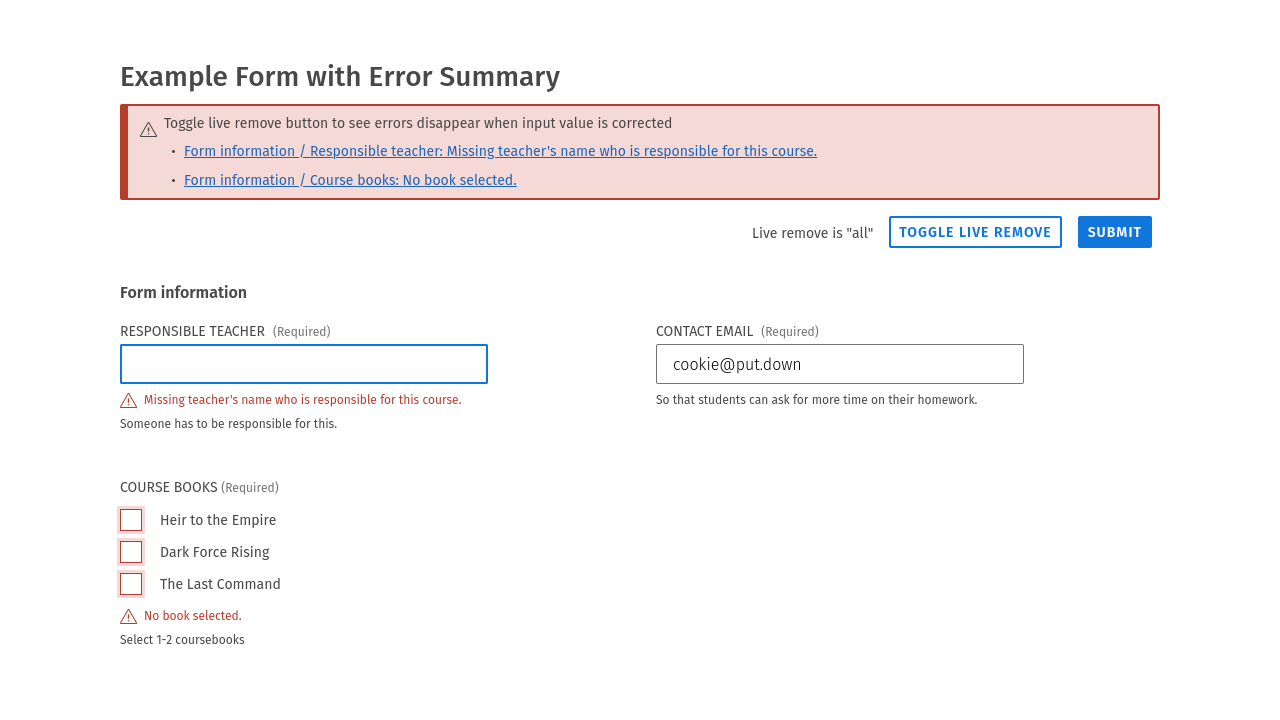 Example Form with Error Summary
Toggle live remove button to see errors disappear when input value is corrected
• Form information / Responsible teacher: Missing teacher's name who is responsible for this course.
• Form information / Course books: No book selected.
Live remove is "all" TOGGLE LIVE REMOVE SUBMIT
Form information
RESPONSIBLE TEACHER (Required)
Missing teacher's name who is responsible for this course.
Someone has to be responsible for this.
CONTACT EMAIL (Required)
cookie@put.down
So that students can ask for more time on their homework.
COURSE BOOKS (Required)
Heir to the Empire
Dark Force Rising
The Last Command
No book selected.
Select 1-2 coursebooks